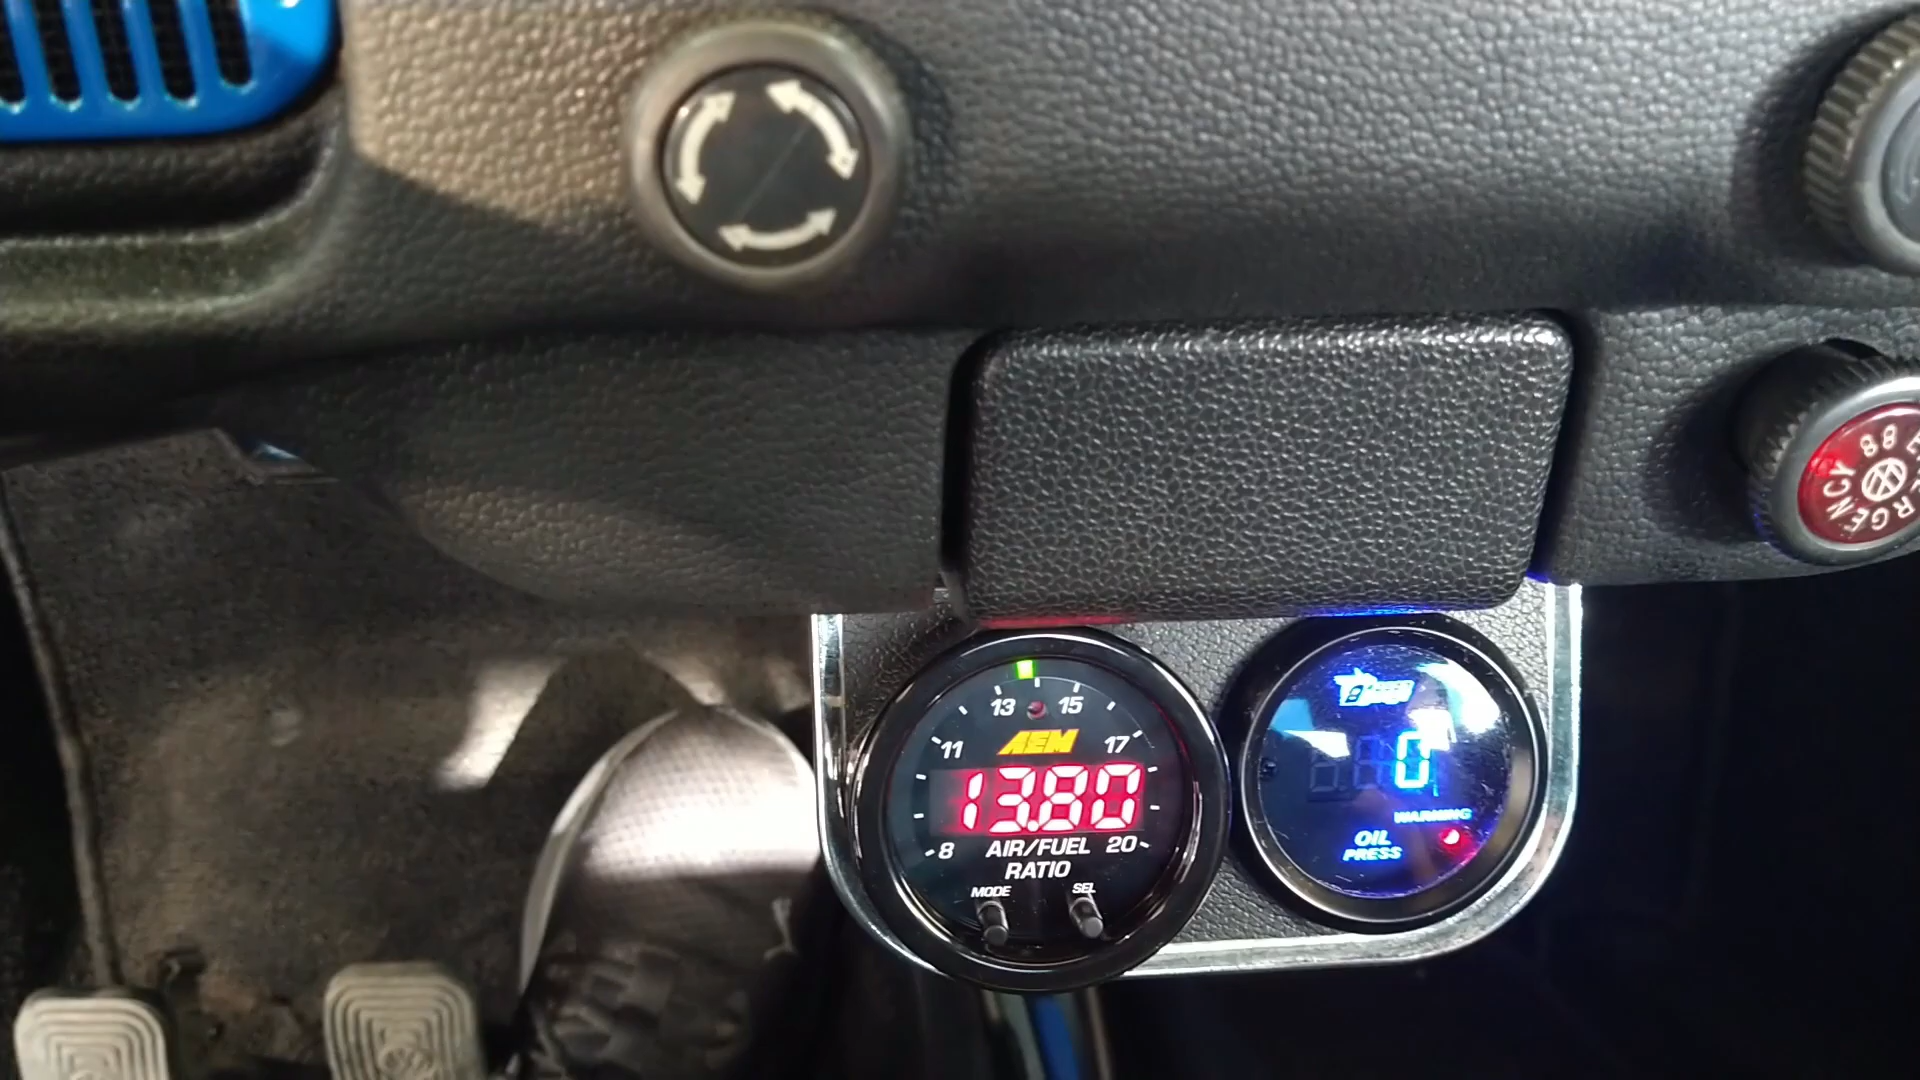 EMERGENCY 88
13 15
11 17
AEM
13.80
8 AIR/FUEL 20
RATIO
MODE SEL
0
WARNING
OIL
PRESS